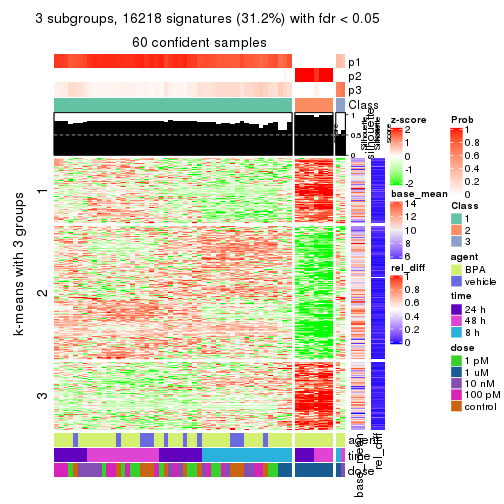 3 subgroups, 16218 signatures (31.2%) with fdr < 0.05
60 confident samples
p1
p2
p3
Class
1
0.5
0
silhouette
score
k-means with 3 groups
1
2
3
agent
time
dose
base_mean
rel_diff
z-score
2
1
0
-1
-2
base_mean
14
12
10
8
6
rel_diff
1
0.8
0.6
0.4
0.2
0
Prob
1
0.8
0.6
0.4
0.2
0
Class
1
2
3
agent
BPA
vehicle
time
24 h
48 h
8 h
dose
1 pM
1 uM
10 nM
100 pM
control